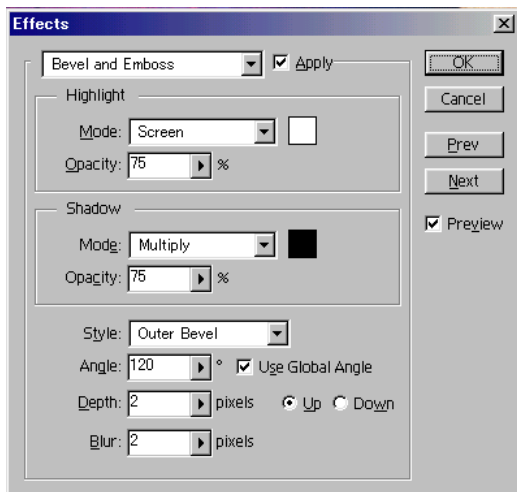 Effects
Bevel and Emboss Apply OK
Highlight Cancel
Mode: Screen
Prev
Opacity: 75 %
Next
Shadow
Preview
Mode: Multiply
Opacity: 75 %
Style: Outer Bevel
Angle: 120 ° Use Global Angle
Depth: 2 pixels Up Down
Blur: 2 pixels